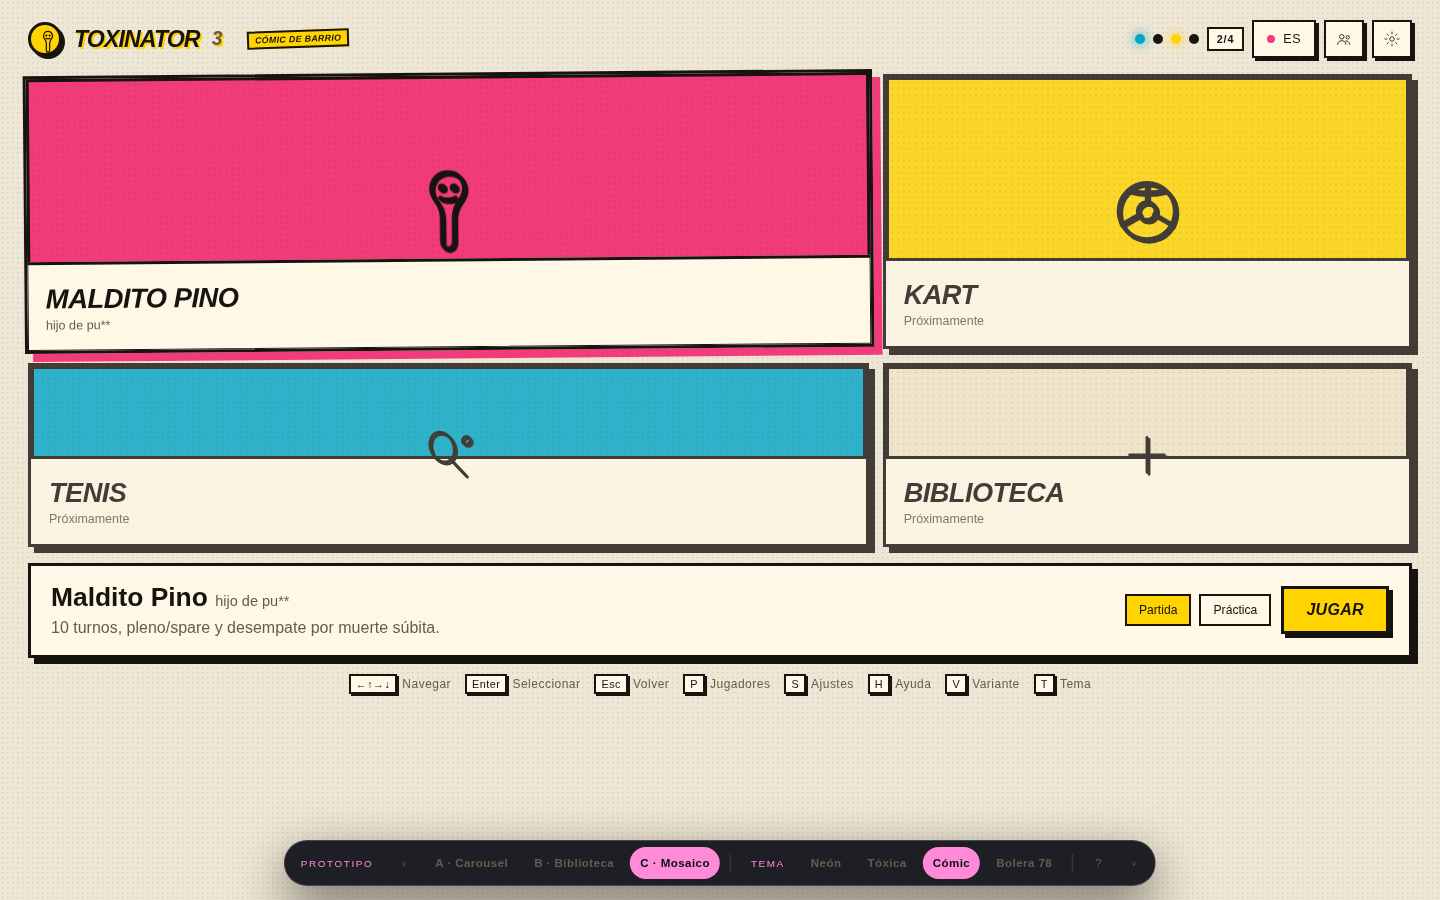 TOXINATOR 3 CÓMIC DE BARRIO 2/4 ES
MALDITO PINO
hijo de pu**
KART
Próximamente
TENIS
Próximamente
BIBLIOTECA
Próximamente
Maldito Pino hijo de pu**
10 turnos, pleno/spare y desempate por muerte súbita.
Partida Práctica JUGAR
←↑→↓ Navegar Enter Seleccionar Esc Volver P Jugadores S Ajustes H Ayuda V Variante T Tema
PROTOTIPO ‹ A · Carousel B · Biblioteca C · Mosaico TEMA Neón Tóxica Cómic Bolera 78 ? ›